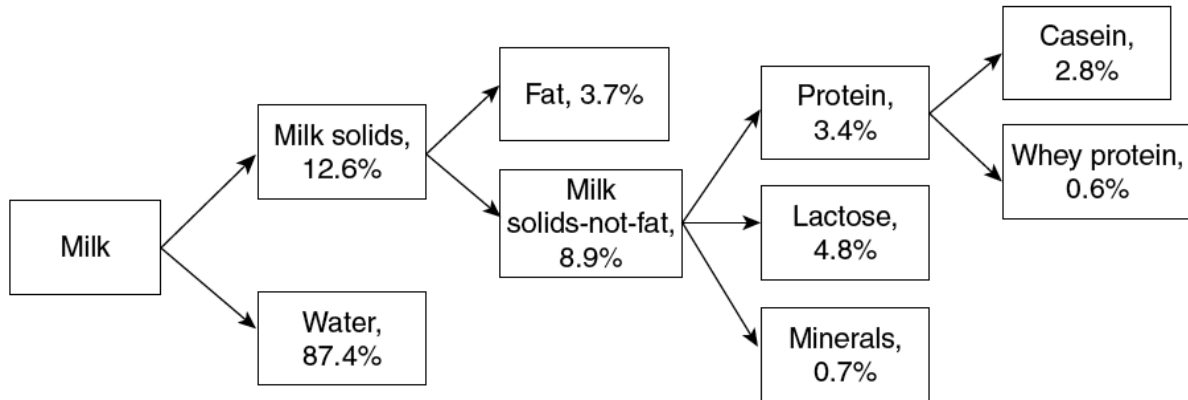 Milk
Milk solids,
12.6%
Water,
87.4%
Fat, 3.7%
Milk
solids-not-fat,
8.9%
Protein,
3.4%
Lactose,
4.8%
Minerals,
0.7%
Casein,
2.8%
Whey protein,
0.6%